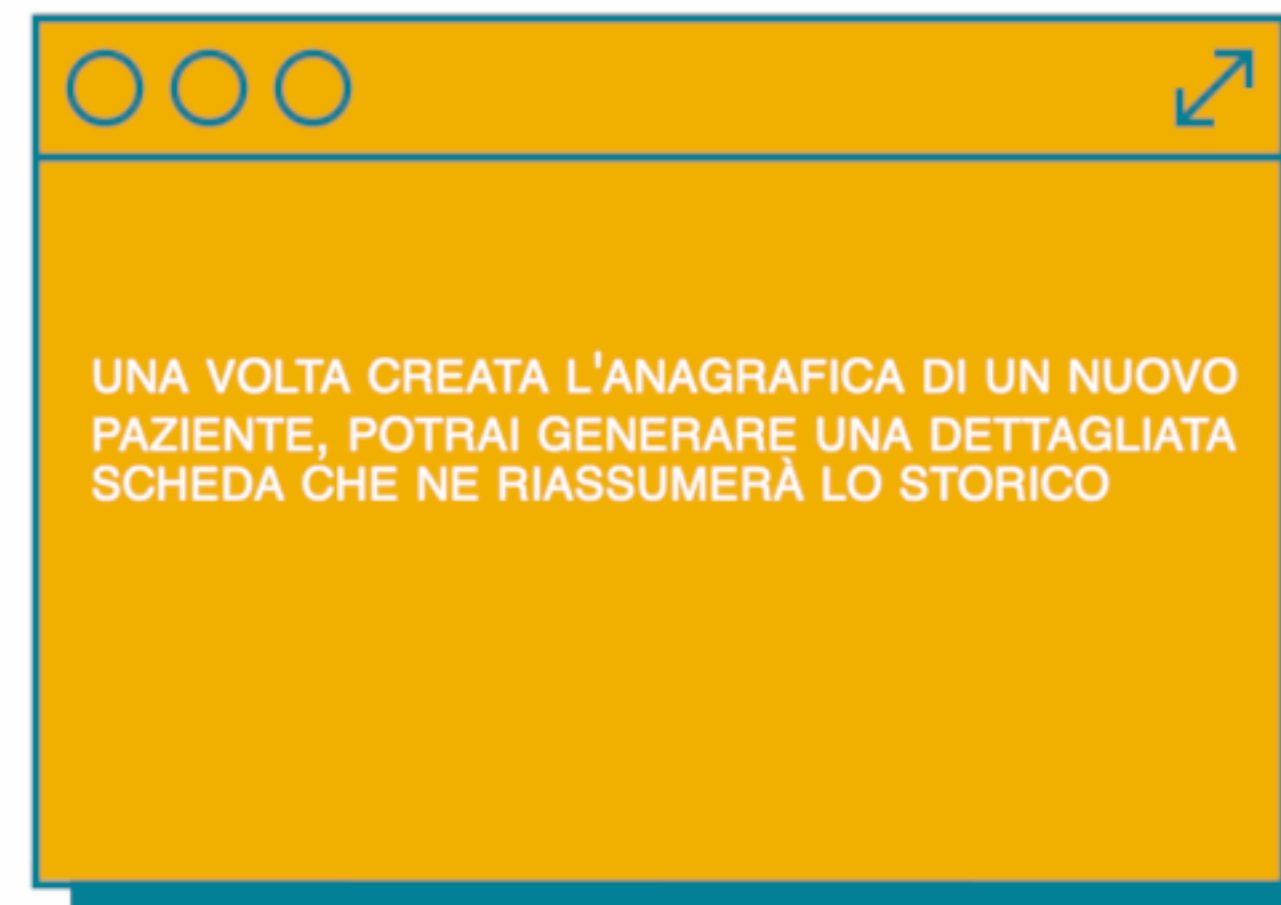 UNA VOLTA CREATA L'ANAGRAFICA DI UN NUOVO
PAZIENTE, POTRAI GENERARE UNA DETTAGLIATA
SCHEDA CHE NE RIASSUMERÀ LO STORICO